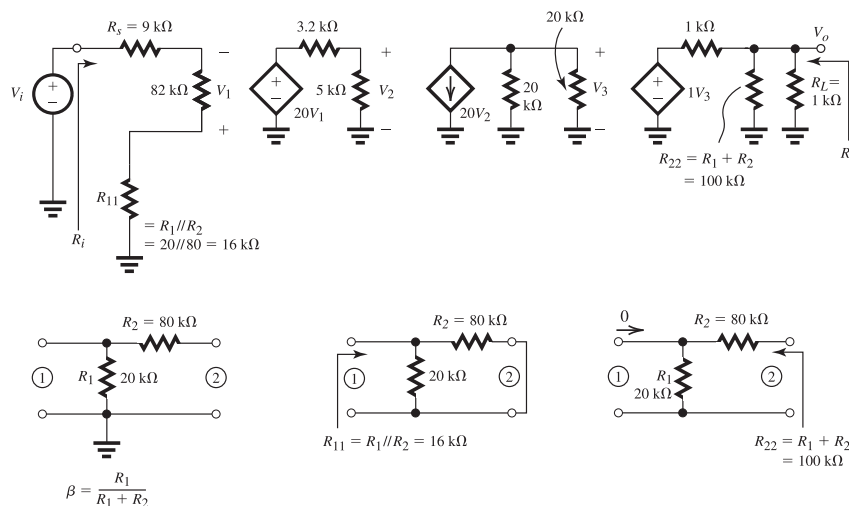 R_s = 9 kΩ
V_i
+
−
R_i
82 kΩ
−
V_1
+
R_11
= R_1//R_2
= 20//80 = 16 kΩ
3.2 kΩ
+
−
20V_1
5 kΩ
+
V_2
−
20V_2
20
kΩ
20 kΩ
+
V_3
−
1 kΩ
+
−
1V_3
R_22 = R_1 + R_2
= 100 kΩ
V_o
R_L=
1 kΩ
R
R_2 = 80 kΩ
1
R_1
20 kΩ
2
β = R_1 / R_1 + R_2
R_2 = 80 kΩ
1
20 kΩ
2
R_11 = R_1//R_2 = 16 kΩ
0
R_2 = 80 kΩ
1
R_1
20 kΩ
2
R_22 = R_1 + R_2
= 100 kΩ